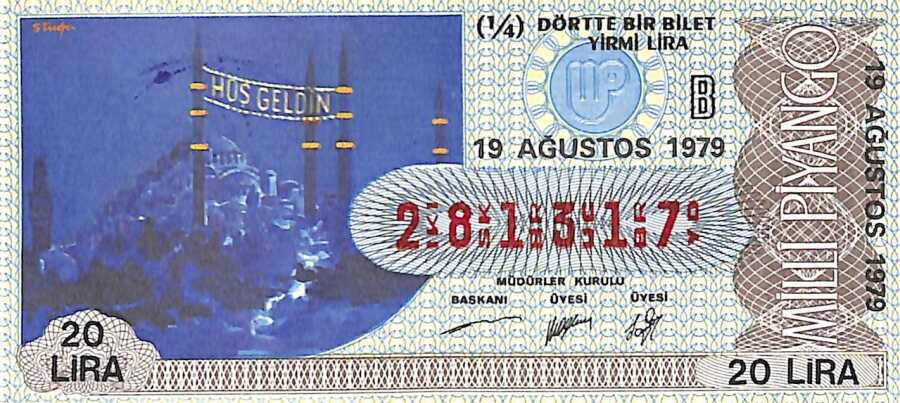 (1/4) DÖRTTE BİR BİLET
YİRMİ LİRA
HOŞ GELDİN
B
19 AĞUSTOS 1979
2 8 1 3 1 7
MÜDÜRLER KURULU
BAŞKANI ÜYESİ ÜYESİ
20
LİRA
20 LİRA
MİLLİ PİYANGO
19 AĞUSTOS 1979